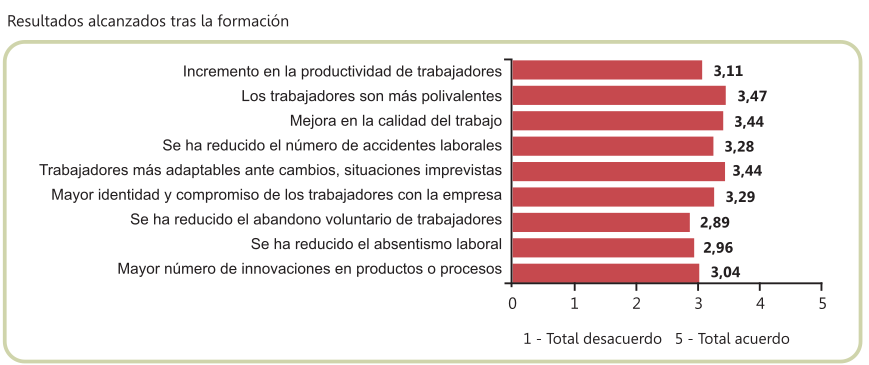 Resultados alcanzados tras la formación
Incremento en la productividad de trabajadores 3,11
Los trabajadores son más polivalentes 3,47
Mejora en la calidad del trabajo 3,44
Se ha reducido el número de accidentes laborales 3,28
Trabajadores más adaptables ante cambios, situaciones imprevistas 3,44
Mayor identidad y compromiso de los trabajadores con la empresa 3,29
Se ha reducido el abandono voluntario de trabajadores 2,89
Se ha reducido el absentismo laboral 2,96
Mayor número de innovaciones en productos o procesos 3,04
0 1 2 3 4 5
1 - Total desacuerdo 5 - Total acuerdo